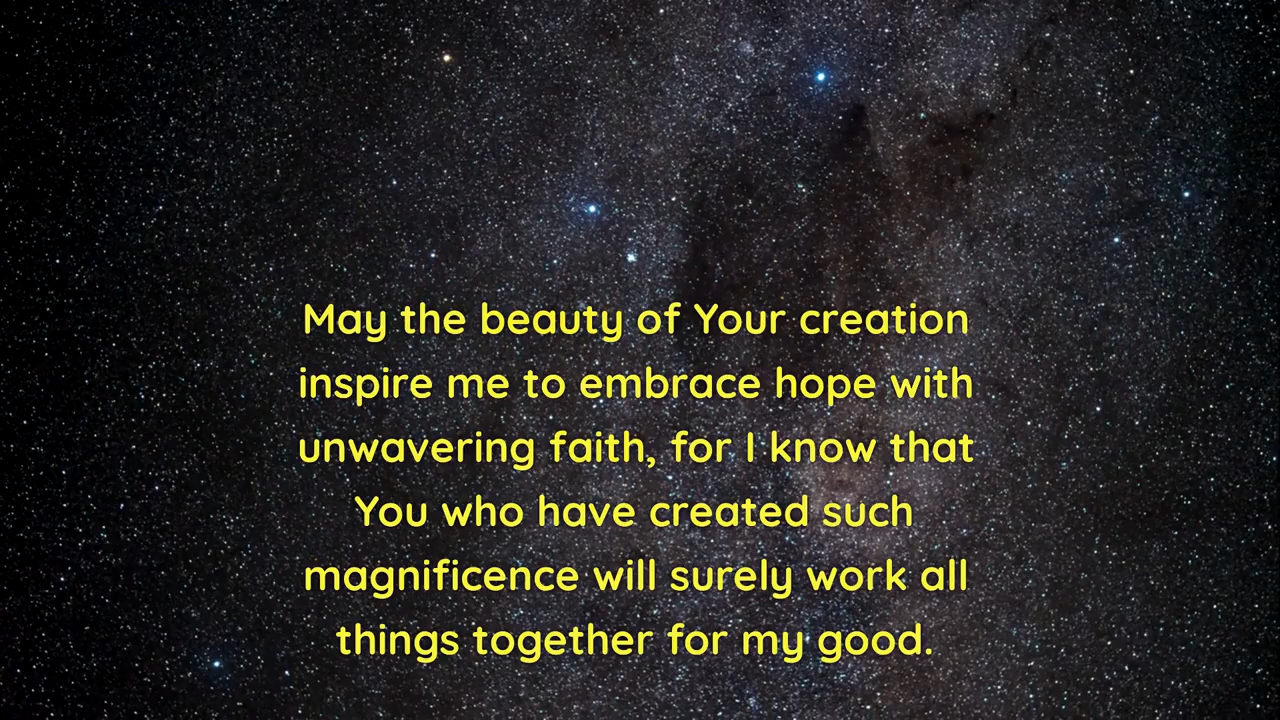 May the beauty of Your creation
inspire me to embrace hope with
unwavering faith, for I know that
You who have created such
magnificence will surely work all
things together for my good.